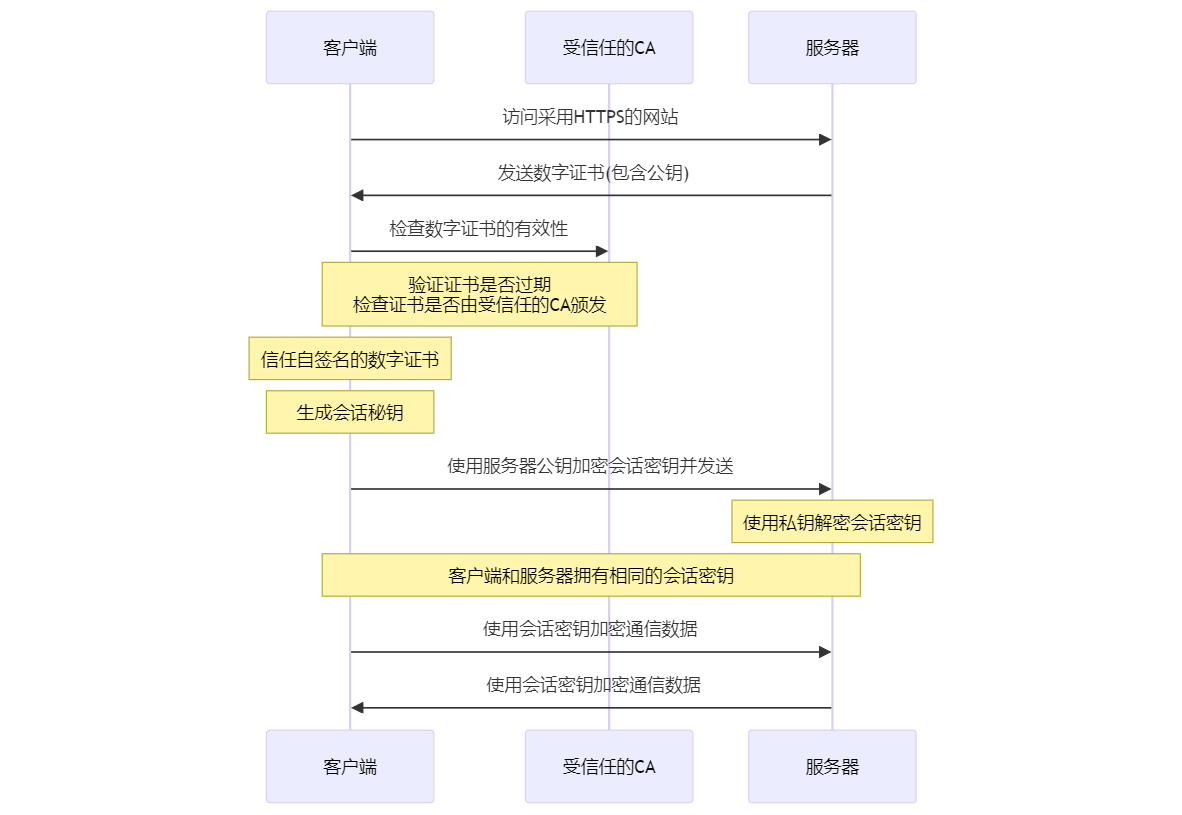 客户端
受信任的CA
服务器
访问采用HTTPS的网站
发送数字证书(包含公钥)
检查数字证书的有效性
验证证书是否过期
检查证书是否由受信任的CA颁发
信任自签名的数字证书
生成会话秘钥
使用服务器公钥加密会话密钥并发送
使用私钥解密会话密钥
客户端和服务器拥有相同的会话密钥
使用会话密钥加密通信数据
使用会话密钥加密通信数据
客户端
受信任的CA
服务器